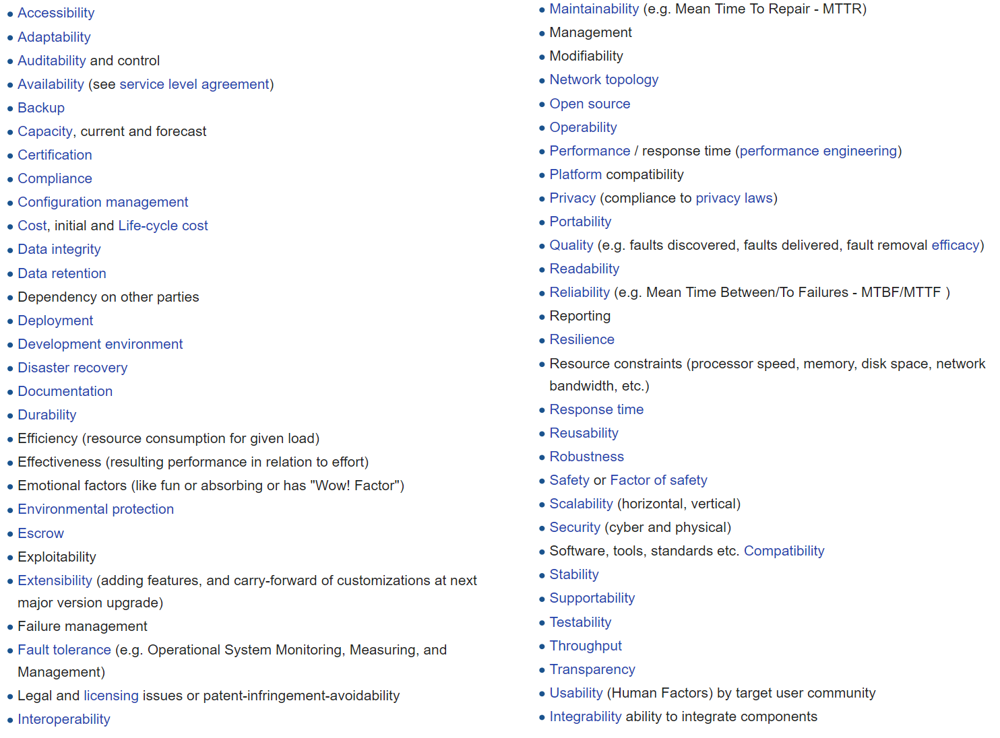 Accessibility
Adaptability
Auditability and control
Availability (see service level agreement)
Backup
Capacity, current and forecast
Certification
Compliance
Configuration management
Cost, initial and Life-cycle cost
Data integrity
Data retention
Dependency on other parties
Deployment
Development environment
Disaster recovery
Documentation
Durability
Efficiency (resource consumption for given load)
Effectiveness (resulting performance in relation to effort)
Emotional factors (like fun or absorbing or has "Wow! Factor")
Environmental protection
Escrow
Exploitability
Extensibility (adding features, and carry-forward of customizations at next
major version upgrade)
Failure management
Fault tolerance (e.g. Operational System Monitoring, Measuring, and
Management)
Legal and licensing issues or patent-infringement-avoidability
Interoperability
Maintainability (e.g. Mean Time To Repair - MTTR)
Management
Modifiability
Network topology
Open source
Operability
Performance / response time (performance engineering)
Platform compatibility
Privacy (compliance to privacy laws)
Portability
Quality (e.g. faults discovered, faults delivered, fault removal efficacy)
Readability
Reliability (e.g. Mean Time Between/To Failures - MTBF/MTTF )
Reporting
Resilience
Resource constraints (processor speed, memory, disk space, network
bandwidth, etc.)
Response time
Reusability
Robustness
Safety or Factor of safety
Scalability (horizontal, vertical)
Security (cyber and physical)
Software, tools, standards etc. Compatibility
Stability
Supportability
Testability
Throughput
Transparency
Usability (Human Factors) by target user community
Integrability ability to integrate components